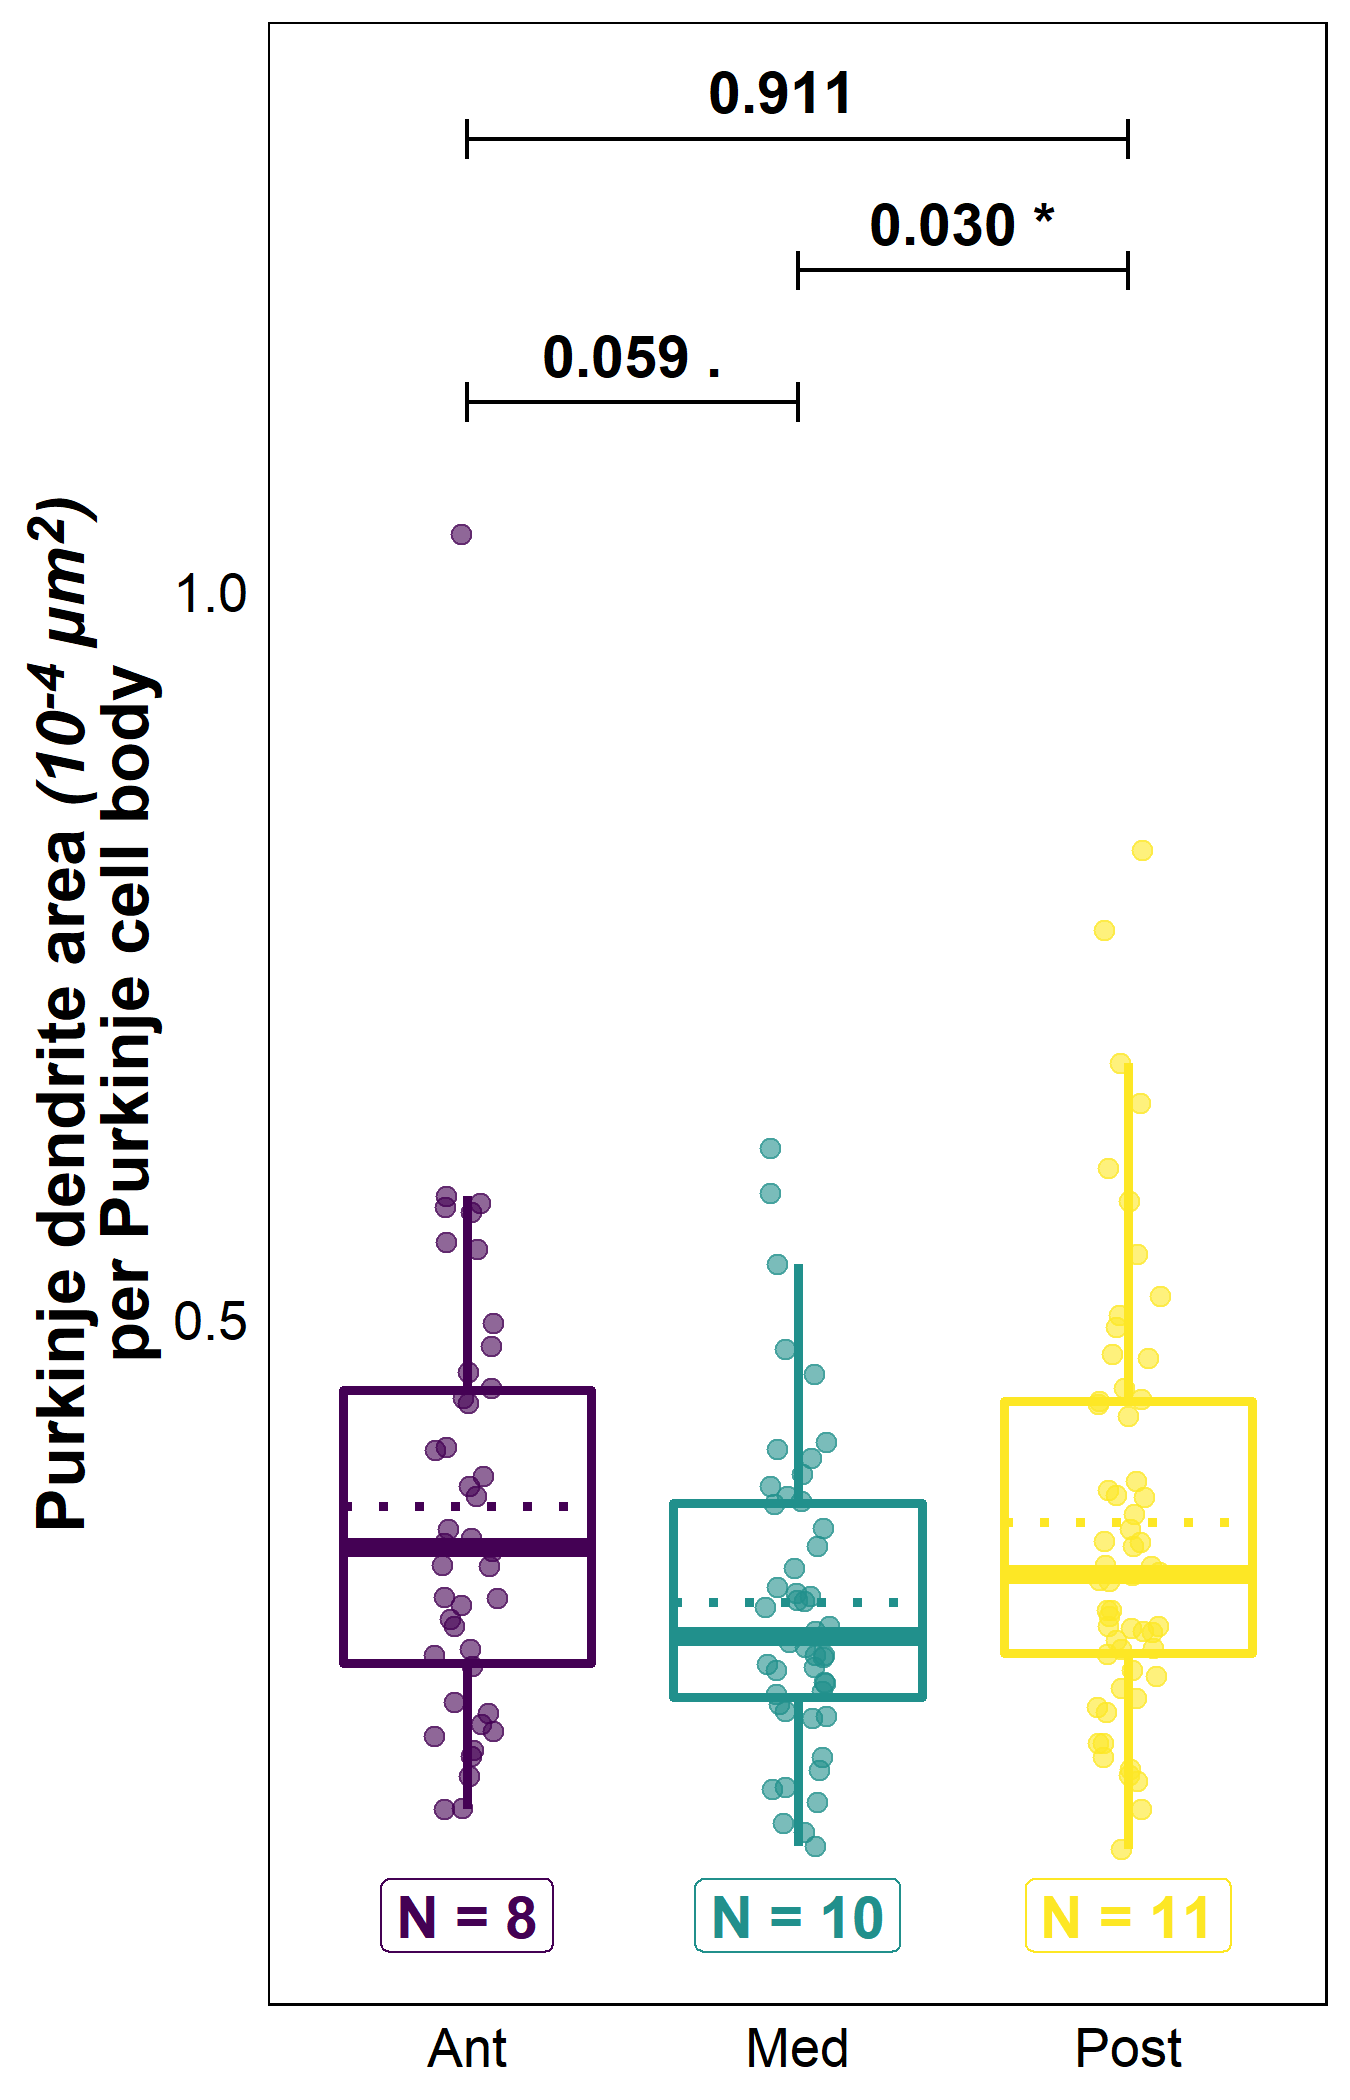 0.911
0.030 *
0.059 .
Purkinje dendrite area (10⁻⁴ µm²)
per Purkinje cell body
1.0
0.5
N = 8
N = 10
N = 11
Ant
Med
Post